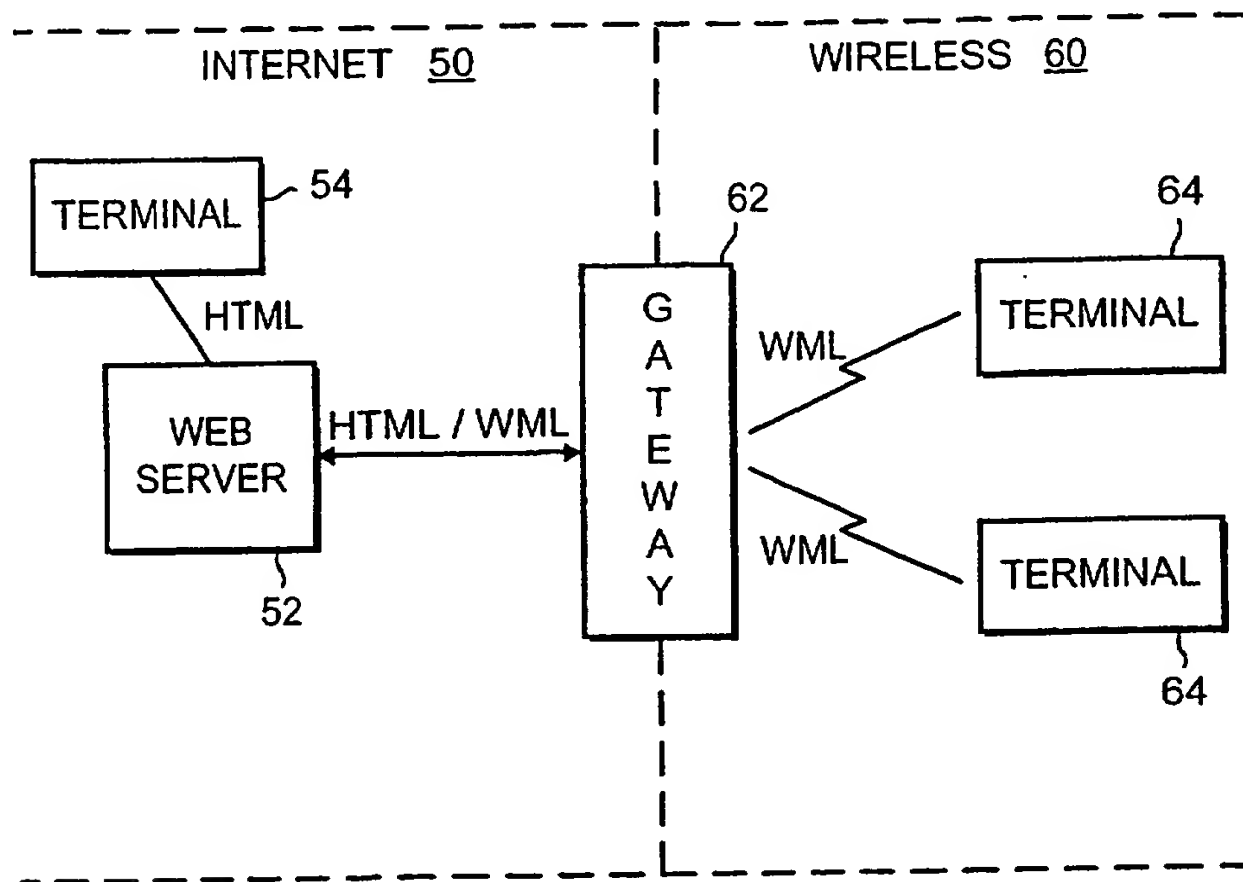 INTERNET 50
WIRELESS 60
TERMINAL
54
HTML
WEB
SERVER
52
HTML / WML
62
GATEWAY
WML
WML
64
TERMINAL
TERMINAL
64